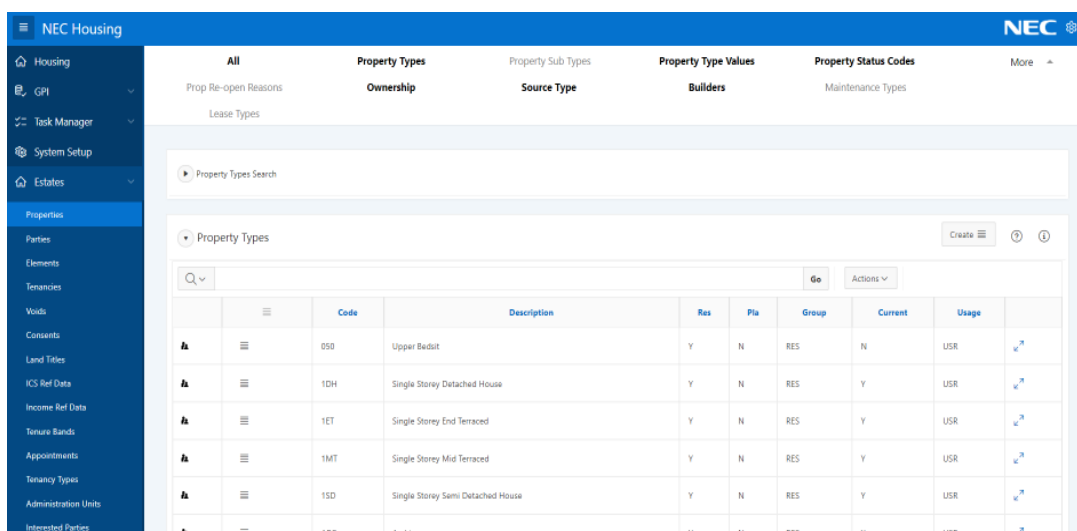 NEC Housing
NEC
Housing
GPI
Task Manager
System Setup
Estates
Properties
Parties
Elements
Tenancies
Voids
Consents
Land Titles
ICS Ref Data
Income Ref Data
Tenure Bands
Appointments
Tenancy Types
Administration Units
Interested Parties
All Property Types Property Sub Types Property Type Values Property Status Codes More
Prop Re-open Reasons Ownership Source Type Builders Maintenance Types
Lease Types
Property Types Search
Property Types Create
Go Actions
Code Description Res Pla Group Current Usage
050 Upper Bedsit Y N RES N USR
1DH Single Storey Detached House Y N RES Y USR
1ET Single Storey End Terraced Y N RES Y USR
1MT Single Storey Mid Terraced Y N RES Y USR
1SD Single Storey Semi Detached House Y N RES Y USR